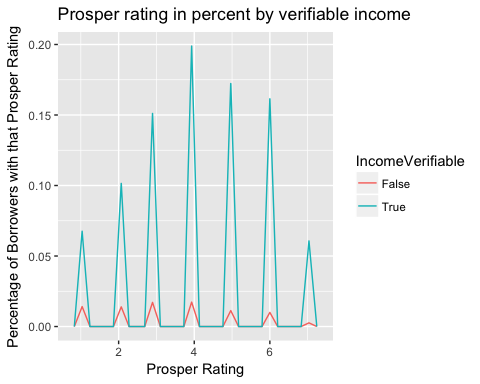 Prosper rating in percent by verifiable income
Percentage of Borrowers with that Prosper Rating
0.20
0.15
0.10
0.05
0.00
2
4
6
Prosper Rating
IncomeVerifiable
False
True